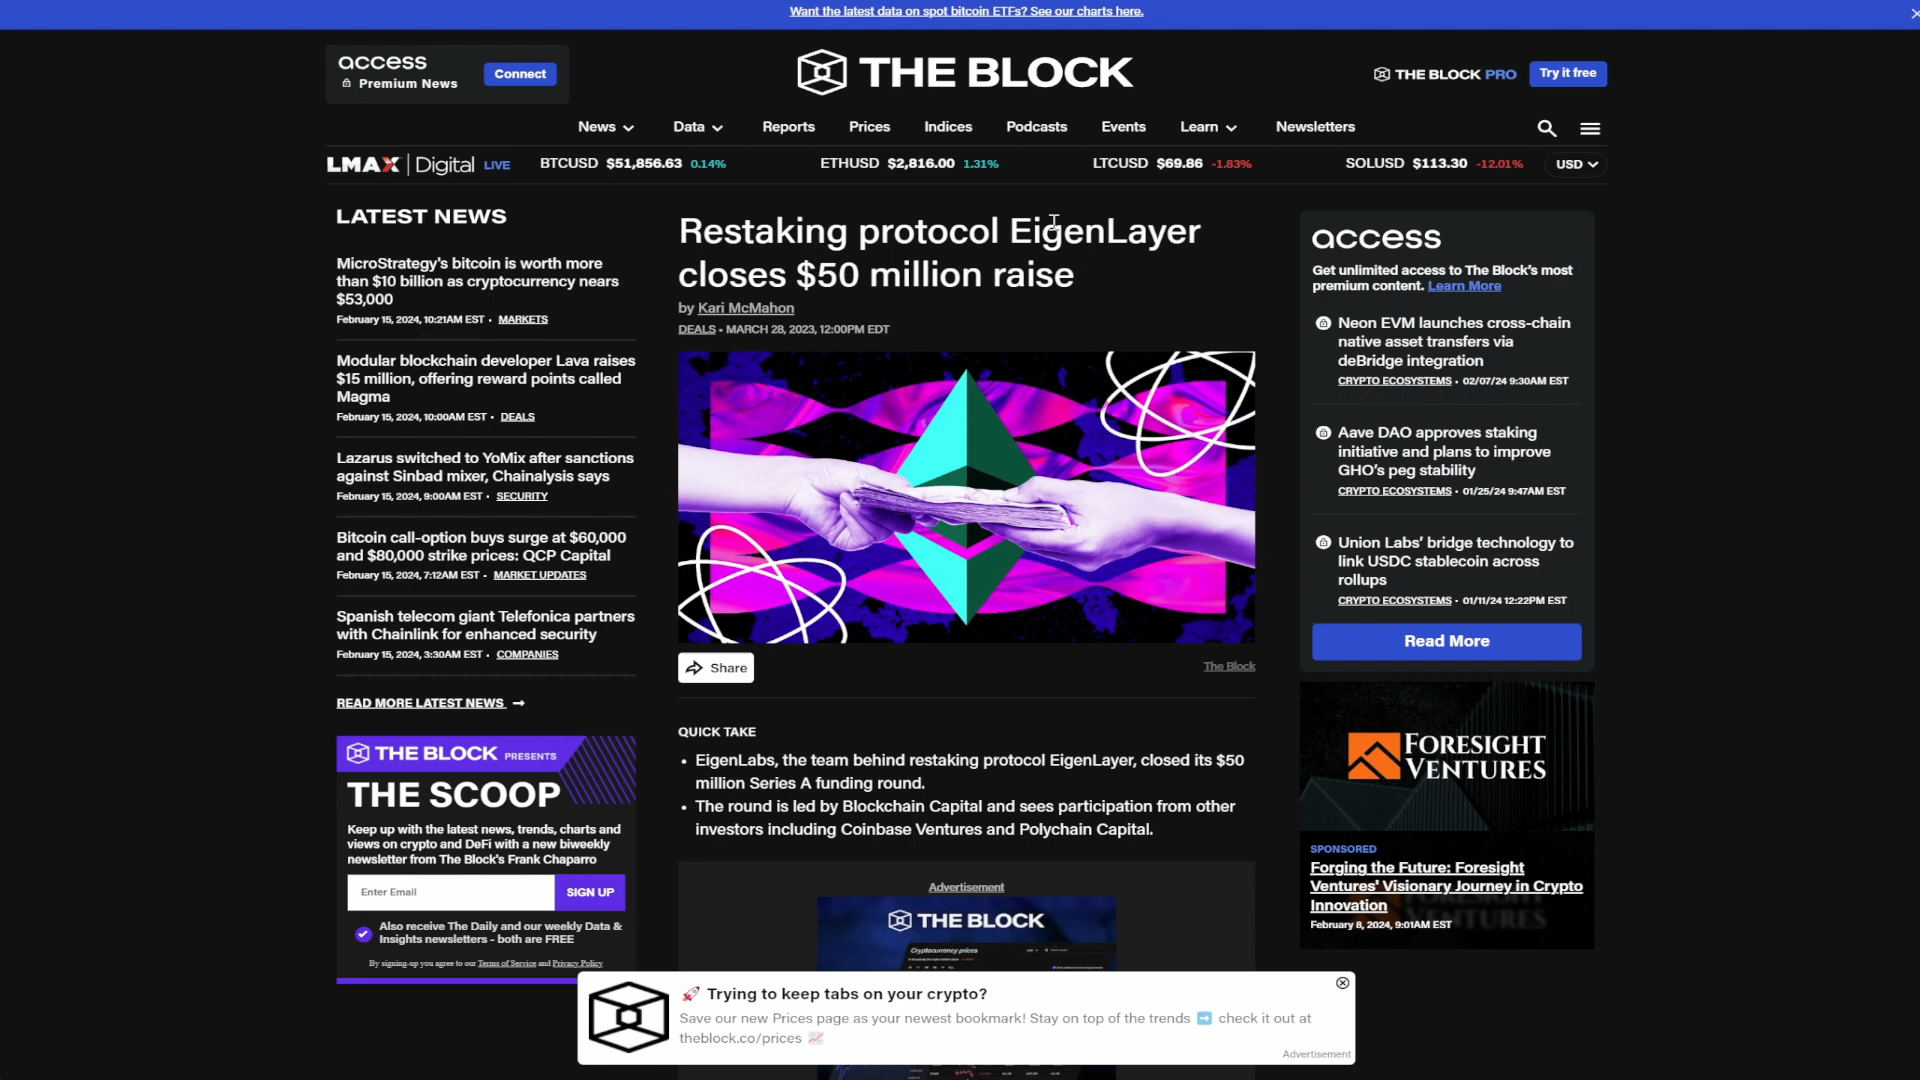 Want the latest data on spot bitcoin ETFs? See our charts here.
access
Premium News
Connect
THE BLOCK
THE BLOCK PRO
Try it free
News
Data
Reports
Prices
Indices
Podcasts
Events
Learn
Newsletters
LMAX Digital LIVE
BTCUSD $51,856.63 0.14%
ETHUSD $2,816.00 1.31%
LTCUSD $69.86 -1.83%
SOLUSD $113.30 -12.01%
USD
LATEST NEWS
MicroStrategy's bitcoin is worth more
than $10 billion as cryptocurrency nears
$53,000
February 15, 2024, 10:21AM EST • MARKETS
Modular blockchain developer Lava raises
$15 million, offering reward points called
Magma
February 15, 2024, 10:00AM EST • DEALS
Lazarus switched to YoMix after sanctions
against Sinbad mixer, Chainalysis says
February 15, 2024, 9:00AM EST • SECURITY
Bitcoin call-option buys surge at $60,000
and $80,000 strike prices: QCP Capital
February 15, 2024, 7:12AM EST • MARKET UPDATES
Spanish telecom giant Telefonica partners
with Chainlink for enhanced security
February 15, 2024, 3:30AM EST • COMPANIES
READ MORE LATEST NEWS →
THE BLOCK PRESENTS
THE SCOOP
Keep up with the latest news, trends, charts and
views on crypto and DeFi with a new biweekly
newsletter from The Block's Frank Chaparro
Enter Email
SIGN UP
Also receive The Daily and our weekly Data &
Insights newsletters - both are FREE
By signing-up you agree to our Terms of Service and Privacy Policy
Restaking protocol EigenLayer
closes $50 million raise
by Kari McMahon
DEALS • MARCH 28, 2023, 12:00PM EDT
Share
The Block
QUICK TAKE
• EigenLabs, the team behind restaking protocol EigenLayer, closed its $50
million Series A funding round.
• The round is led by Blockchain Capital and sees participation from other
investors including Coinbase Ventures and Polychain Capital.
Advertisement
THE BLOCK
Cryptocurrency prices
access
Get unlimited access to The Block's most
premium content. Learn More
Neon EVM launches cross-chain
native asset transfers via
deBridge integration
CRYPTO ECOSYSTEMS • 02/07/24 9:30AM EST
Aave DAO approves staking
initiative and plans to improve
GHO's peg stability
CRYPTO ECOSYSTEMS • 01/25/24 9:47AM EST
Union Labs' bridge technology to
link USDC stablecoin across
rollups
CRYPTO ECOSYSTEMS • 01/11/24 12:22PM EST
Read More
FORESIGHT
VENTURES
SPONSORED
Forging the Future: Foresight
Ventures' Visionary Journey in Crypto
Innovation
February 8, 2024, 9:01AM EST
🚀 Trying to keep tabs on your crypto?
Save our new Prices page as your newest bookmark! Stay on top of the trends ➡️ check it out at
theblock.co/prices 📈
Advertisement